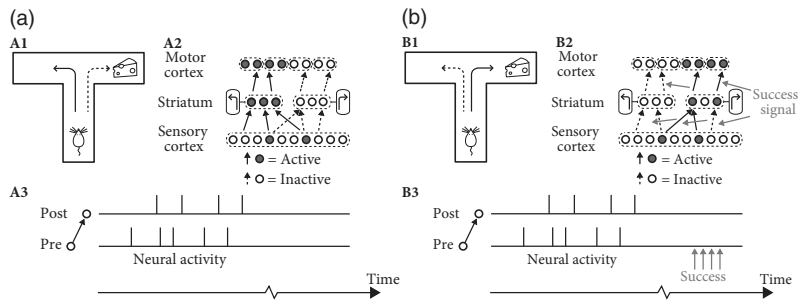 (a)
A1
A2
Motor
cortex
Striatum
Sensory
cortex
= Active
= Inactive
A3
Post
Pre
Neural activity
Time
(b)
B1
B2
Motor
cortex
Striatum
Success
signal
Sensory
cortex
= Active
= Inactive
B3
Post
Pre
Neural activity
Success
Time